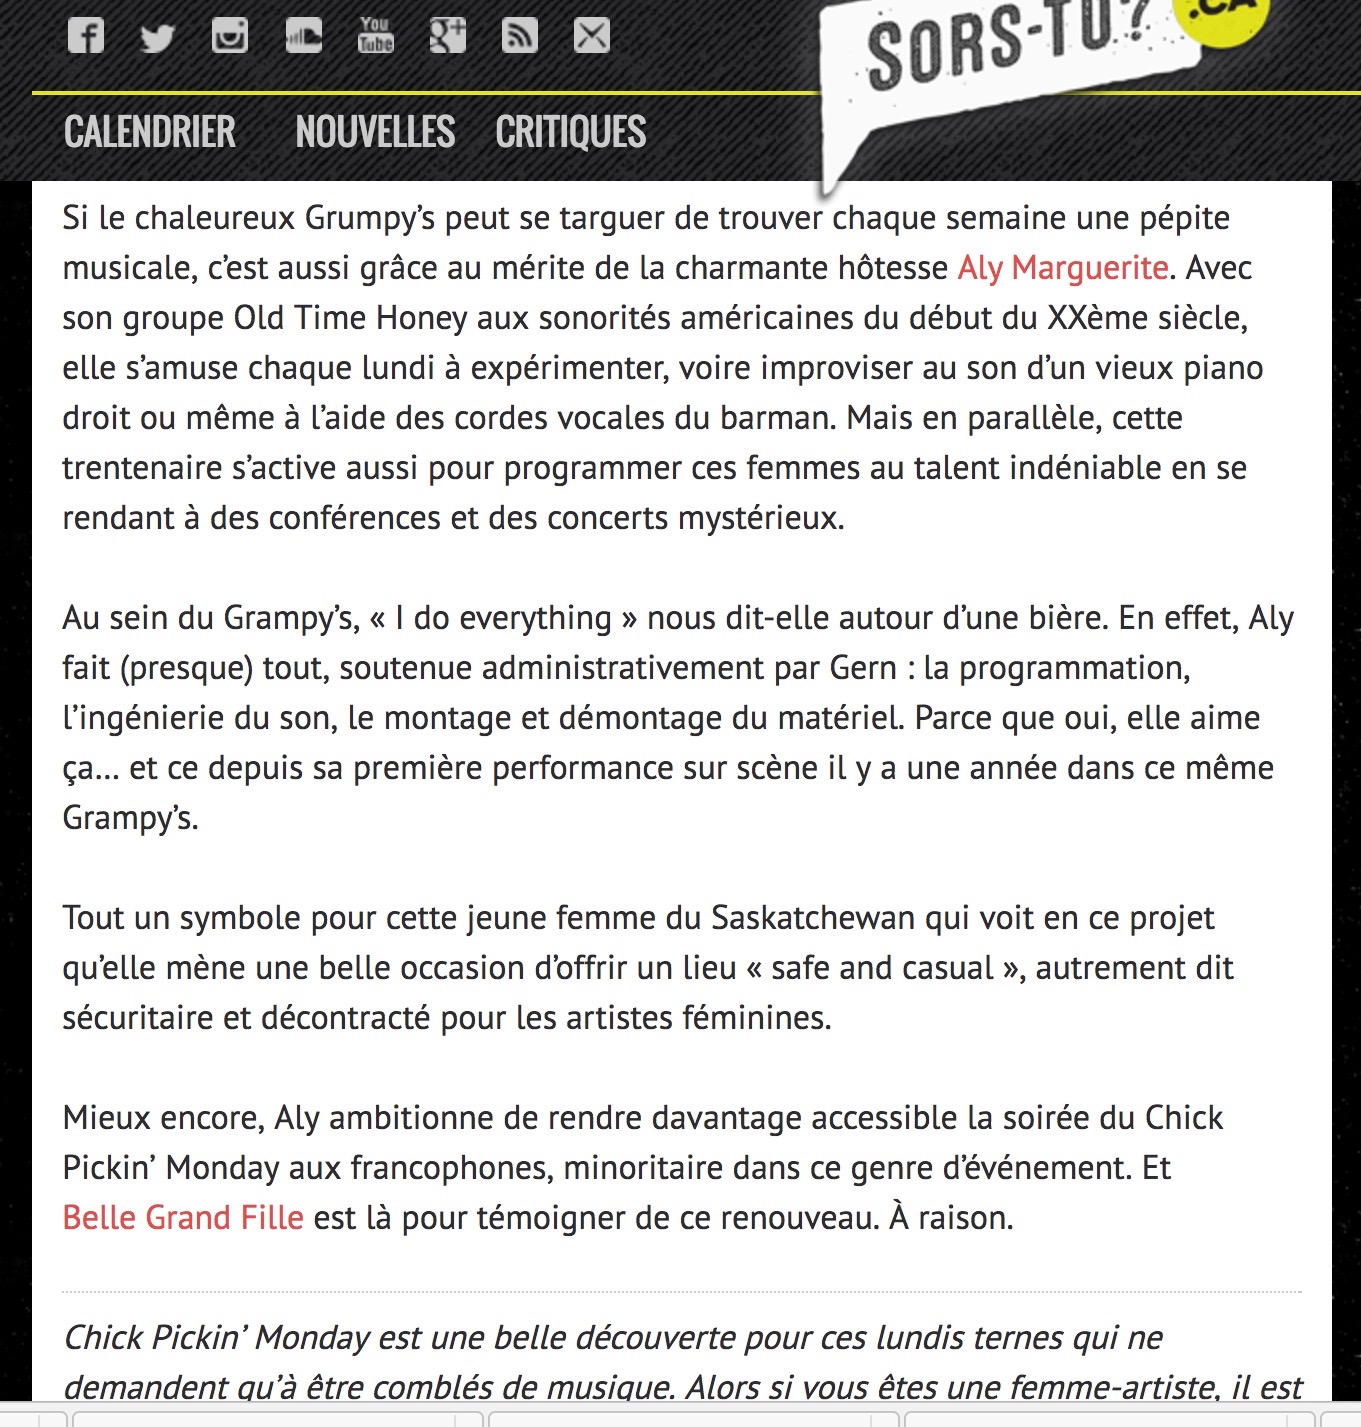 You
Tube
g+
SORS-TU?
.CA
CALENDRIER NOUVELLES CRITIQUES
Si le chaleureux Grumpy’s peut se targuer de trouver chaque semaine une pépite
musicale, c’est aussi grâce au mérite de la charmante hôtesse Aly Marguerite. Avec
son groupe Old Time Honey aux sonorités américaines du début du XXème siècle,
elle s’amuse chaque lundi à expérimenter, voire improviser au son d’un vieux piano
droit ou même à l’aide des cordes vocales du barman. Mais en parallèle, cette
trentenaire s’active aussi pour programmer ces femmes au talent indéniable en se
rendant à des conférences et des concerts mystérieux.
Au sein du Grampy’s, « I do everything » nous dit-elle autour d’une bière. En effet, Aly
fait (presque) tout, soutenue administrativement par Gern : la programmation,
l’ingénierie du son, le montage et démontage du matériel. Parce que oui, elle aime
ça… et ce depuis sa première performance sur scène il y a une année dans ce même
Grampy’s.
Tout un symbole pour cette jeune femme du Saskatchewan qui voit en ce projet
qu’elle mène une belle occasion d’offrir un lieu « safe and casual », autrement dit
sécuritaire et décontracté pour les artistes féminines.
Mieux encore, Aly ambitionne de rendre davantage accessible la soirée du Chick
Pickin’ Monday aux francophones, minoritaire dans ce genre d’événement. Et
Belle Grand Fille est là pour témoigner de ce renouveau. À raison.
Chick Pickin’ Monday est une belle découverte pour ces lundis ternes qui ne
demandent qu’à être comblés de musique. Alors si vous êtes une femme-artiste, il est